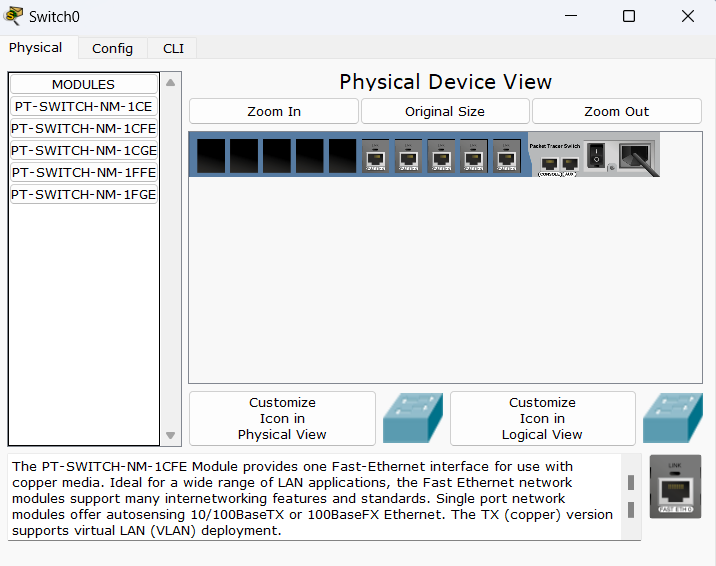 Switch0
Physical
Config
CLI
MODULES
PT-SWITCH-NM-1CE
PT-SWITCH-NM-1CFE
PT-SWITCH-NM-1CGE
PT-SWITCH-NM-1FFE
PT-SWITCH-NM-1FGE
Physical Device View
Zoom In
Original Size
Zoom Out
Packet Tracer Switch
CONSOLE
AUX
Customize
Icon in
Physical View
Customize
Icon in
Logical View
The PT-SWITCH-NM-1CFE Module provides one Fast-Ethernet interface for use with
copper media. Ideal for a wide range of LAN applications, the Fast Ethernet network
modules support many internetworking features and standards. Single port network
modules offer autosensing 10/100BaseTX or 100BaseFX Ethernet. The TX (copper) version
supports virtual LAN (VLAN) deployment.
LINK
FAST ETH 0